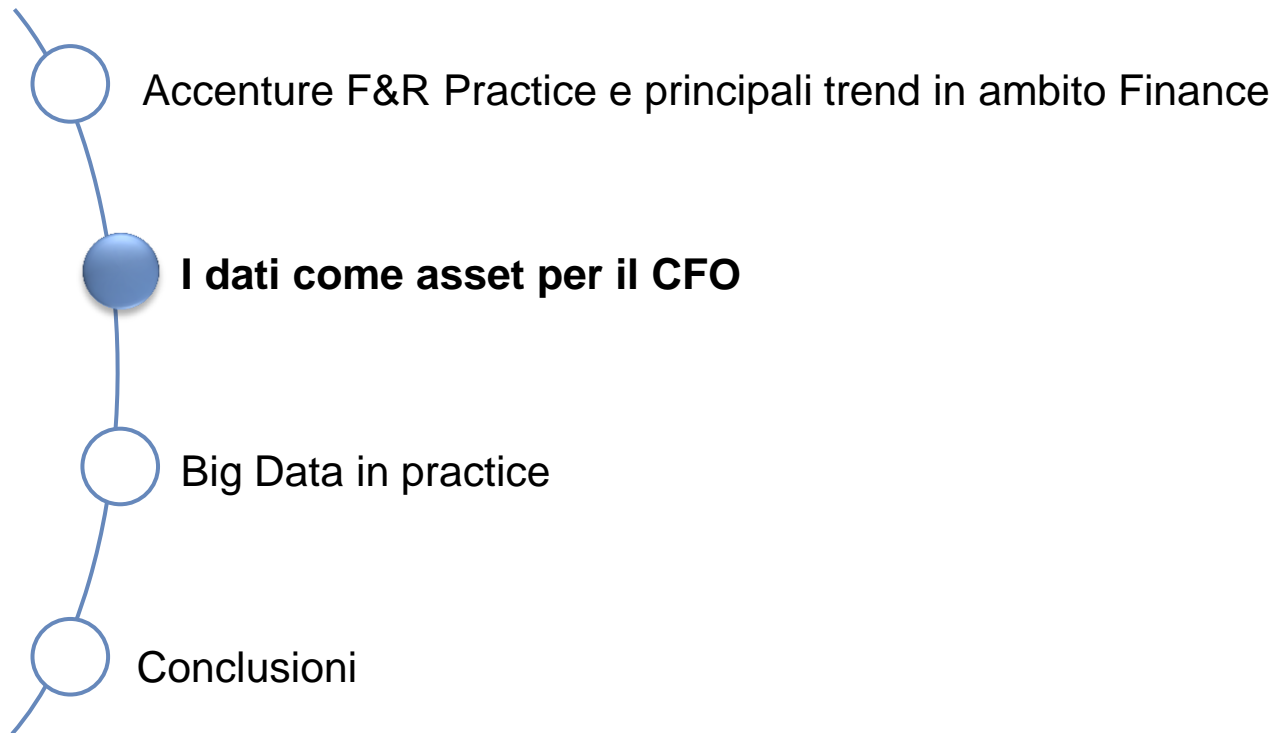 Accenture F&R Practice e principali trend in ambito Finance
I dati come asset per il CFO
Big Data in practice
Conclusioni